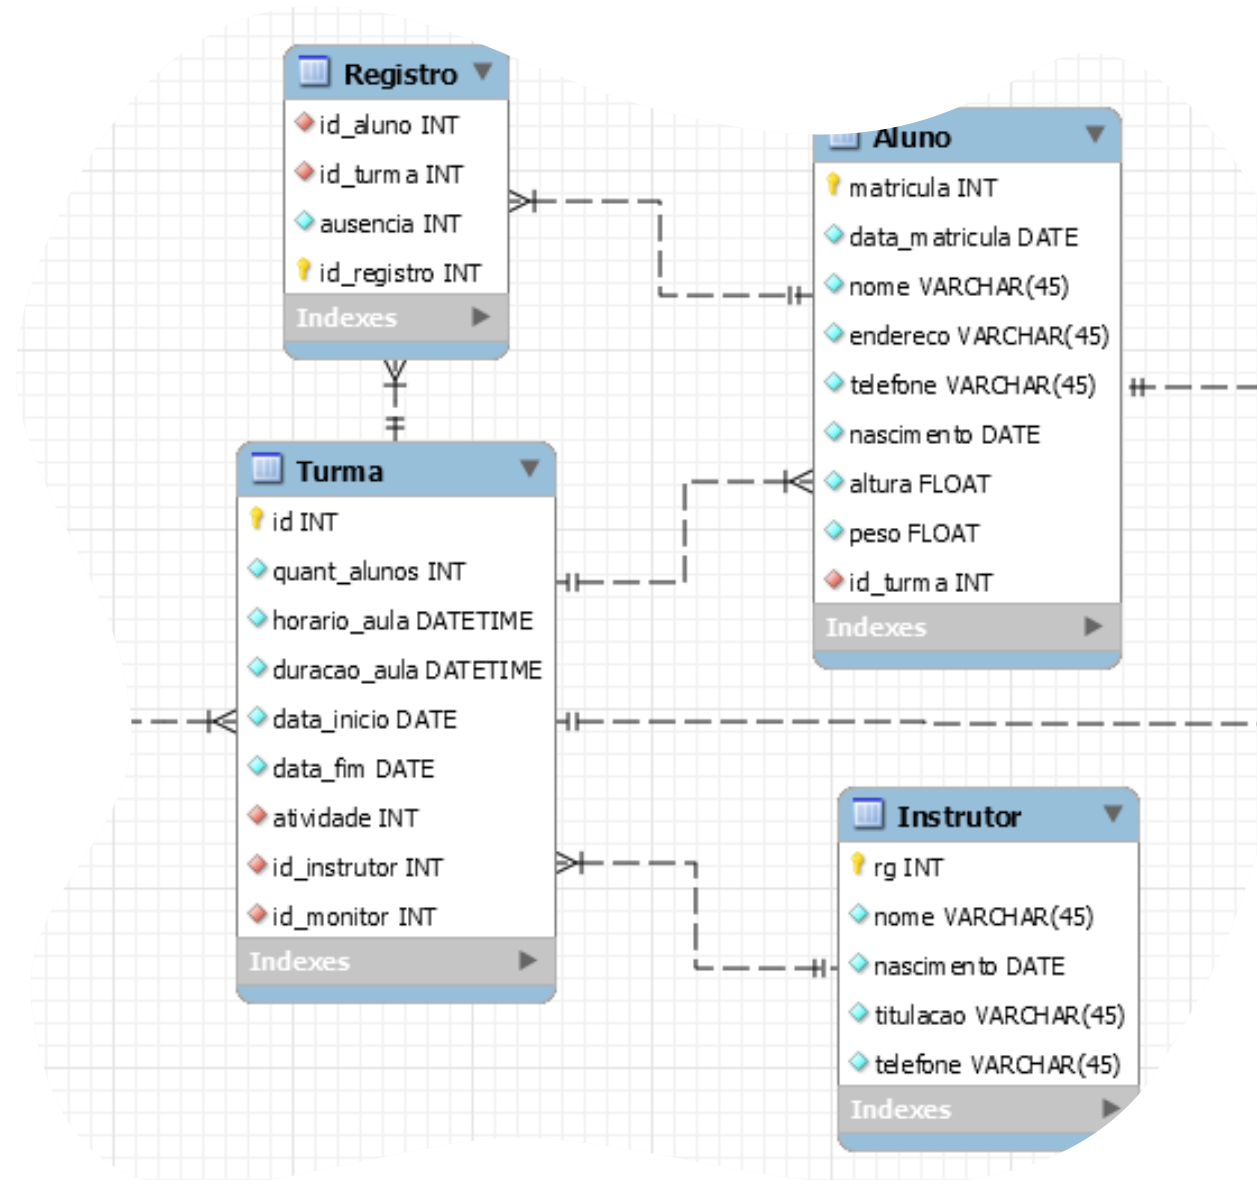 Registro
id_aluno INT
id_turma INT
ausencia INT
id_registro INT
Indexes
Aluno
matricula INT
data_matricula DATE
nome VARCHAR(45)
endereco VARCHAR(45)
telefone VARCHAR(45)
nascimento DATE
altura FLOAT
peso FLOAT
id_turma INT
Indexes
Turma
id INT
quant_alunos INT
horario_aula DATETIME
duracao_aula DATETIME
data_inicio DATE
data_fim DATE
atividade INT
id_instrutor INT
id_monitor INT
Indexes
Instrutor
rg INT
nome VARCHAR(45)
nascimento DATE
titulacao VARCHAR(45)
telefone VARCHAR(45)
Indexes